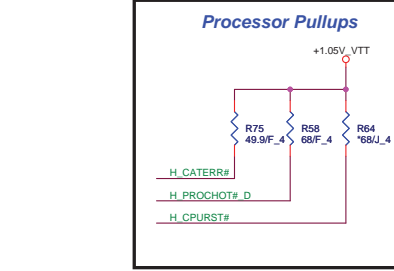 Processor Pullups
+1.05V_VTT
R75 R58 R64
49.9/F_4 68/F_4 *68/J_4
H_CATERR#
H_PROCHOT#_D
H_CPURST#